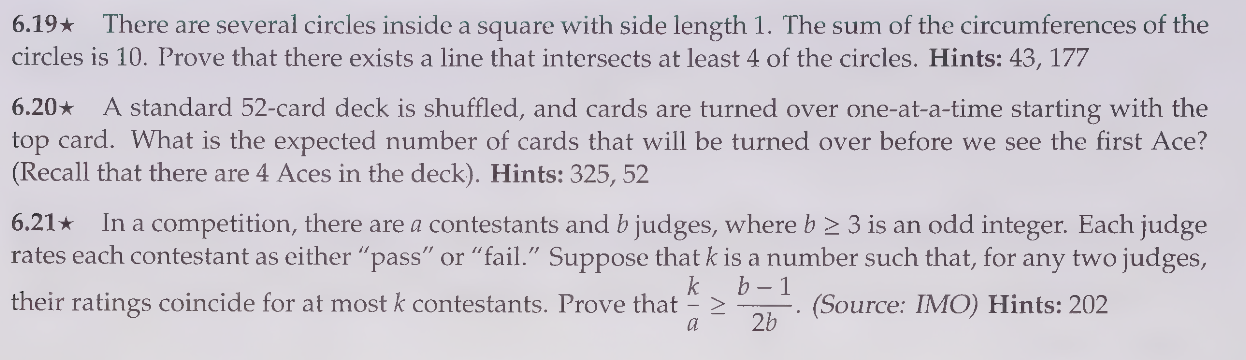 6.19★ There are several circles inside a square with side length 1. The sum of the circumferences of the
circles is 10. Prove that there exists a line that intersects at least 4 of the circles. Hints: 43, 177
6.20★ A standard 52-card deck is shuffled, and cards are turned over one-at-a-time starting with the
top card. What is the expected number of cards that will be turned over before we see the first Ace?
(Recall that there are 4 Aces in the deck). Hints: 325, 52
6.21★ In a competition, there are a contestants and b judges, where b ≥ 3 is an odd integer. Each judge
rates each contestant as either “pass” or “fail.” Suppose that k is a number such that, for any two judges,
their ratings coincide for at most k contestants. Prove that k/a ≥ (b − 1)/2b. (Source: IMO) Hints: 202